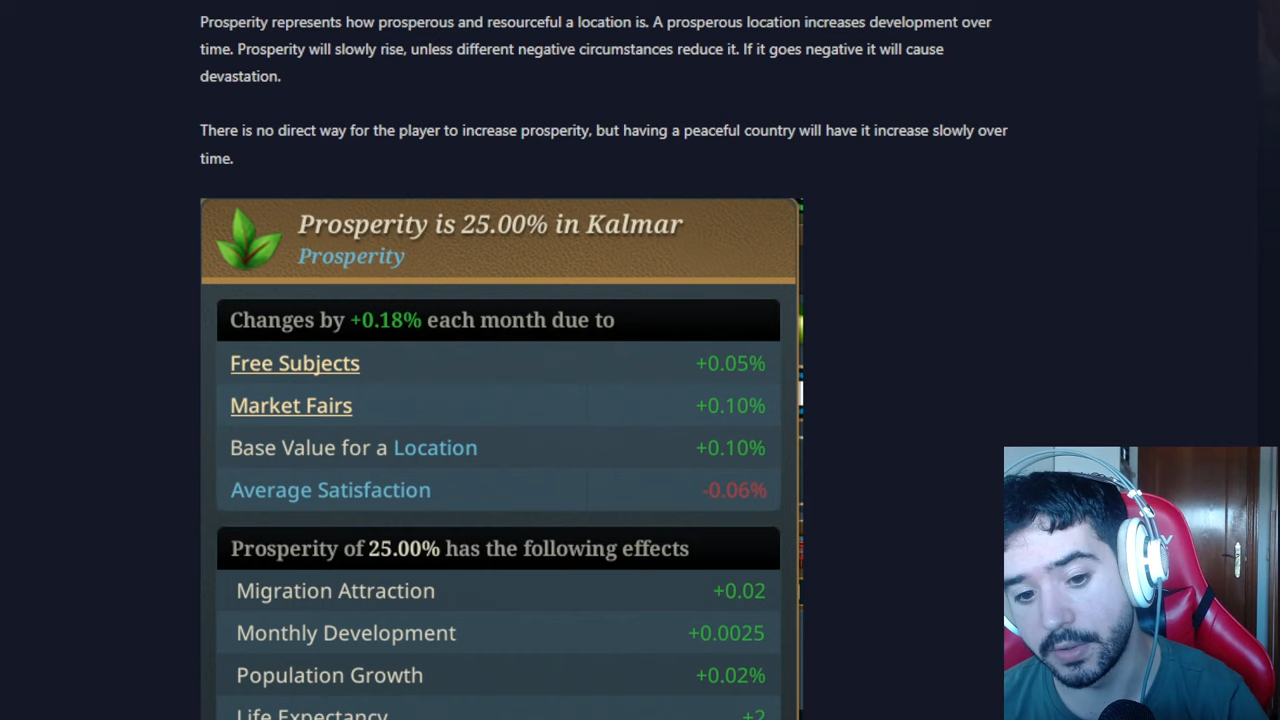 Prosperity represents how prosperous and resourceful a location is. A prosperous location increases development over
time. Prosperity will slowly rise, unless different negative circumstances reduce it. If it goes negative it will cause
devastation.
There is no direct way for the player to increase prosperity, but having a peaceful country will have it increase slowly over
time.
Prosperity is 25.00% in Kalmar
Prosperity
Changes by +0.18% each month due to
Free Subjects +0.05%
Market Fairs +0.10%
Base Value for a Location +0.10%
Average Satisfaction -0.06%
Prosperity of 25.00% has the following effects
Migration Attraction +0.02
Monthly Development +0.0025
Population Growth +0.02%
Life Expectancy +2